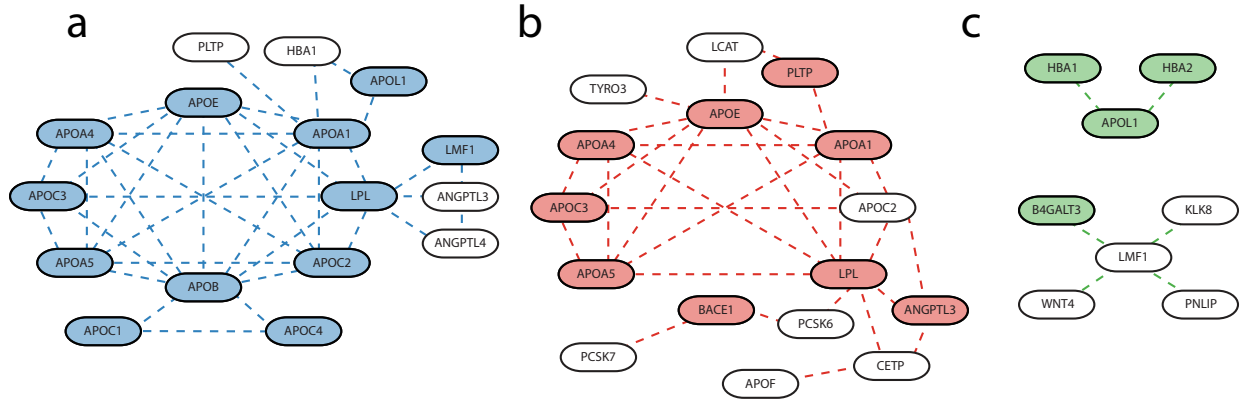 a
PLTP
HBA1
APOL1
APOE
APOA4
APOA1
LMF1
APOC3
LPL
ANGPTL3
ANGPTL4
APOA5
APOC2
APOB
APOC1
APOC4
b
LCAT
PLTP
TYRO3
APOE
APOA4
APOA1
APOC3
APOC2
APOA5
LPL
BACE1
PCSK6
ANGPTL3
PCSK7
CETP
APOF
c
HBA1
HBA2
APOL1
B4GALT3
KLK8
LMF1
WNT4
PNLIP